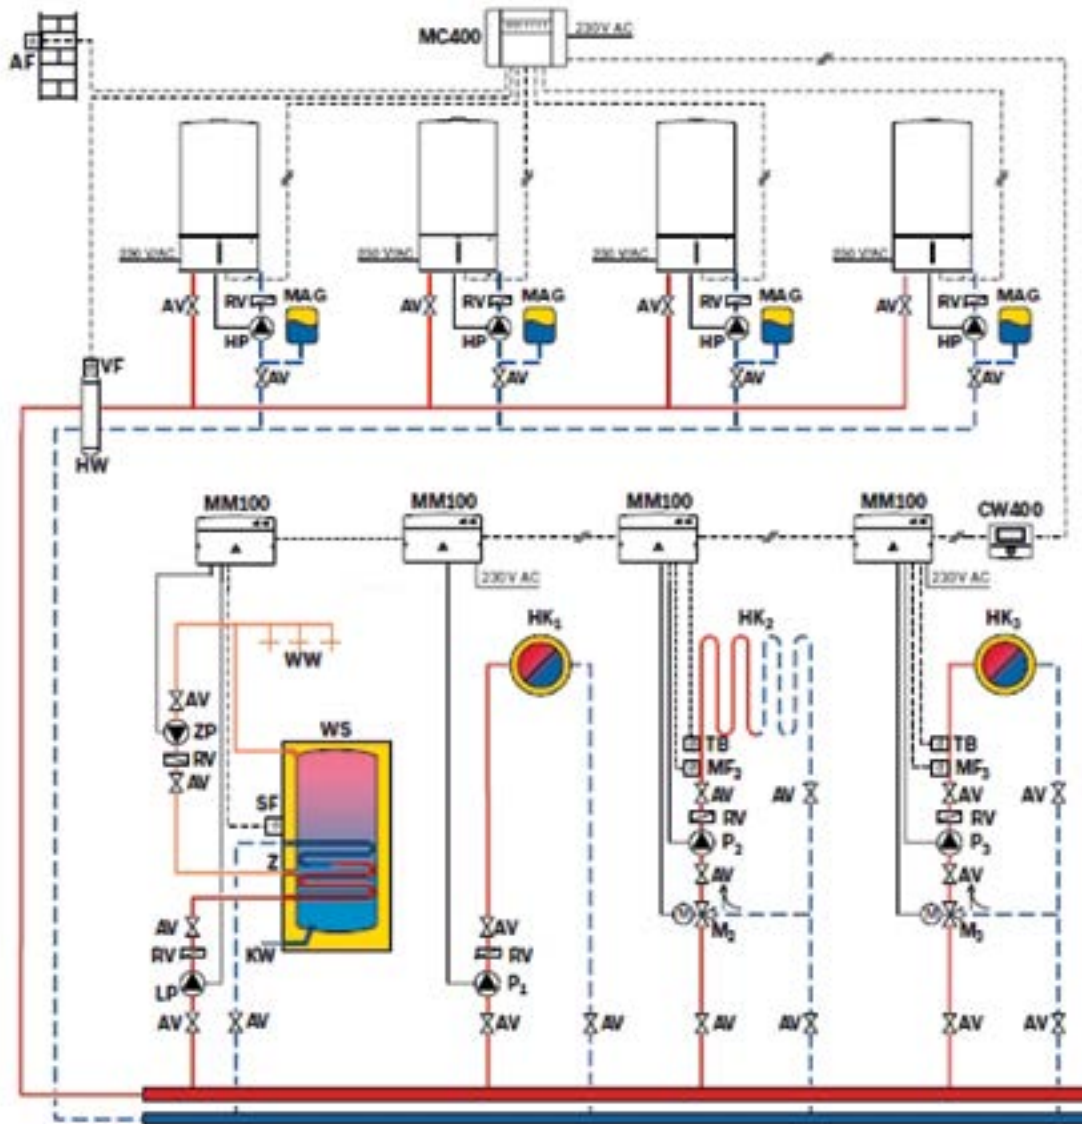 MC400
230V AC
AF
230 V/AC
230 V/AC
230 V/AC
230 V/AC
AV
RV
MAG
HP
AV
AV
RV
MAG
HP
AV
AV
RV
MAG
HP
AV
AV
RV
MAG
HP
AV
VF
HW
MM100
MM100
MM100
MM100
CW400
230V AC
230V AC
HK₁
HK₂
HK₃
WW
AV
ZP
RV
AV
WS
SF
Z
TB
MF₂
AV
AV
RV
P₂
AV
M₂
TB
MF₃
AV
AV
RV
P₃
AV
M₃
AV
RV
LP
KW
AV
AV
AV
RV
P₁
AV
AV
AV
AV
AV
AV